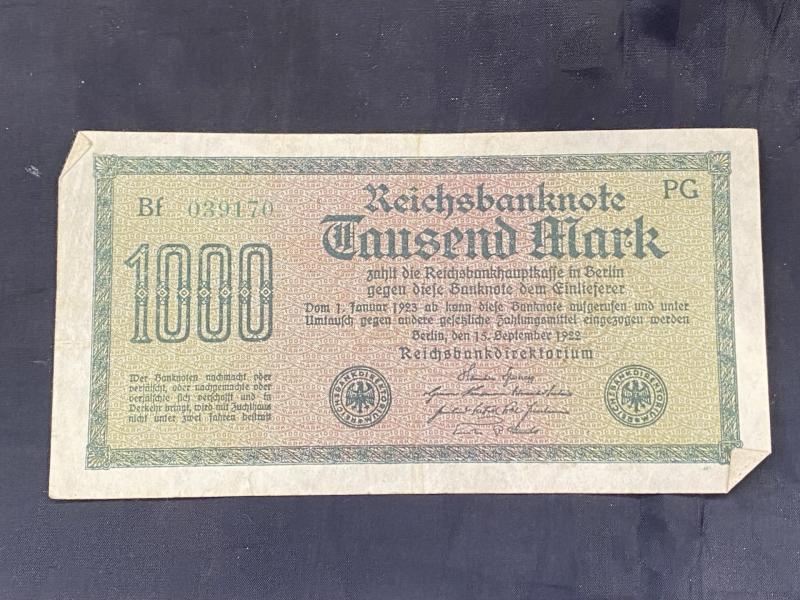 Bf 039170
PG
Reichsbanknote
Tausend Mark
1000
zahlt die Reichsbankhauptkasse in Berlin
gegen diese Banknote dem Einlieferer
Vom 1. Januar 1923 ab kann diese Banknote aufgerufen und unter
Umtausch gegen andere gesetzliche Zahlungsmittel eingezogen werden
Berlin, den 15. September 1922
Reichsbankdirektorium
Wer Banknoten nachmacht oder
verfälscht, oder nachgemachte oder
verfälschte sich verschafft und in
Verkehr bringt, wird mit Zuchthaus
nicht unter zwei Jahren bestraft
REICHSBANKDIREKTORIUM
REICHSBANKDIREKTORIUM